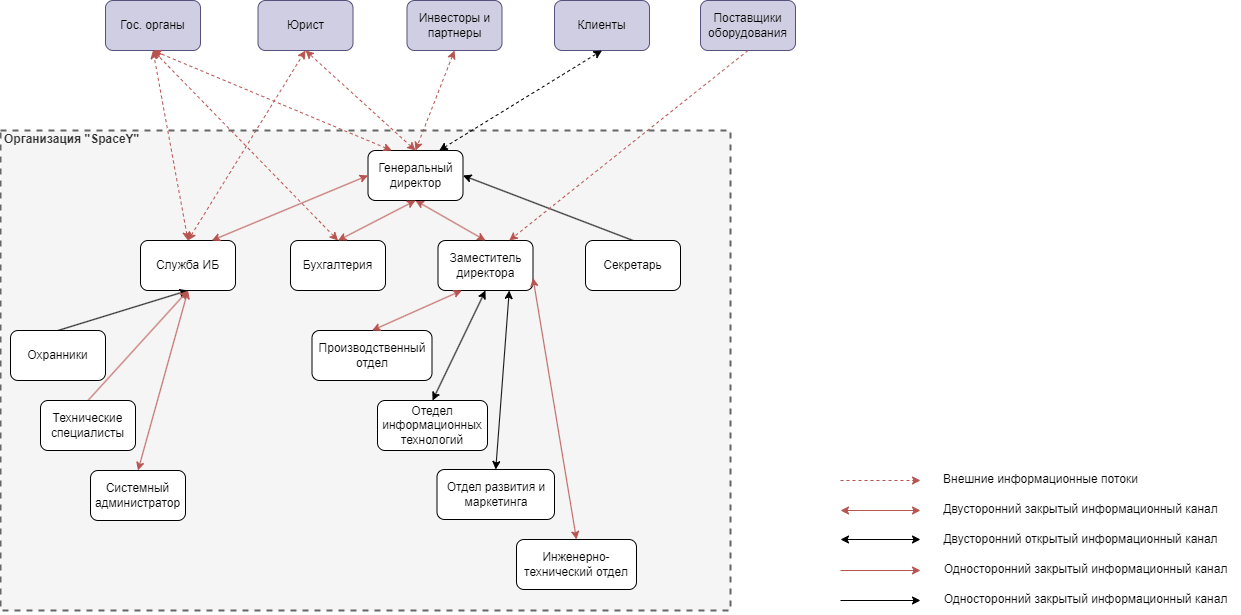 Гос. органы
Юрист
Инвесторы и
партнеры
Клиенты
Поставщики
оборудования
Организация "SpaceY"
Генеральный
директор
Служба ИБ
Бухгалтерия
Заместитель
директора
Секретарь
Охранники
Производственный
отдел
Технические
специалисты
Отедел
информационных
технологий
Системный
администратор
Отдел развития и
маркетинга
Инженерно-
технический отдел
Внешние информационные потоки
Двусторонний закрытый информационный канал
Двусторонний открытый информационный канал
Односторонний закрытый информационный канал
Односторонний закрытый информационный канал